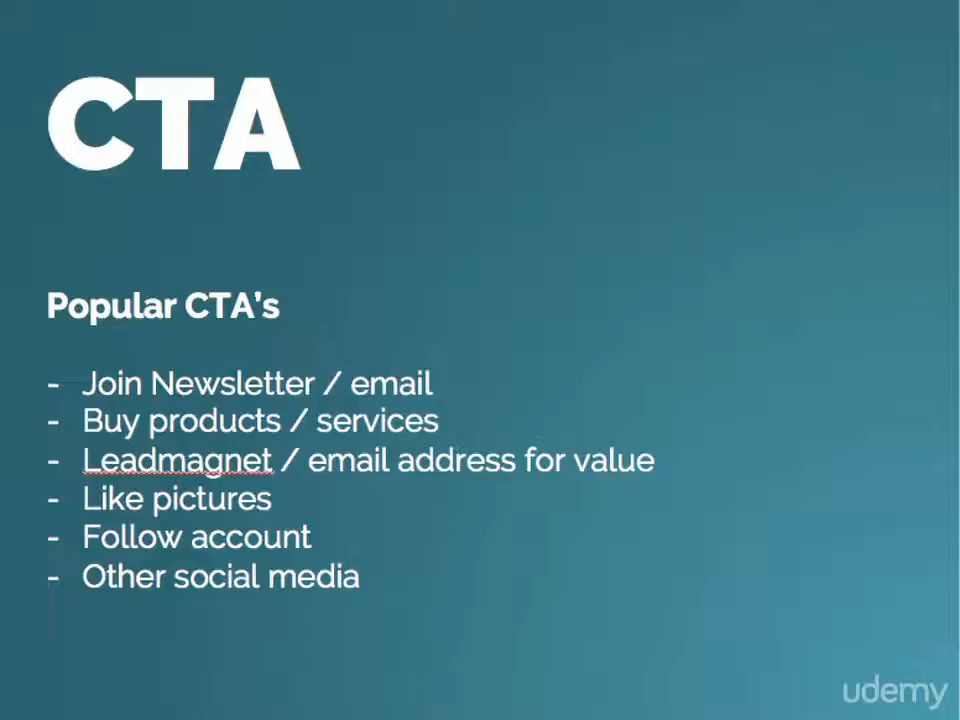 CTA
Popular CTA's
- Join Newsletter / email
- Buy products / services
- Leadmagnet / email address for value
- Like pictures
- Follow account
- Other social media
udemy